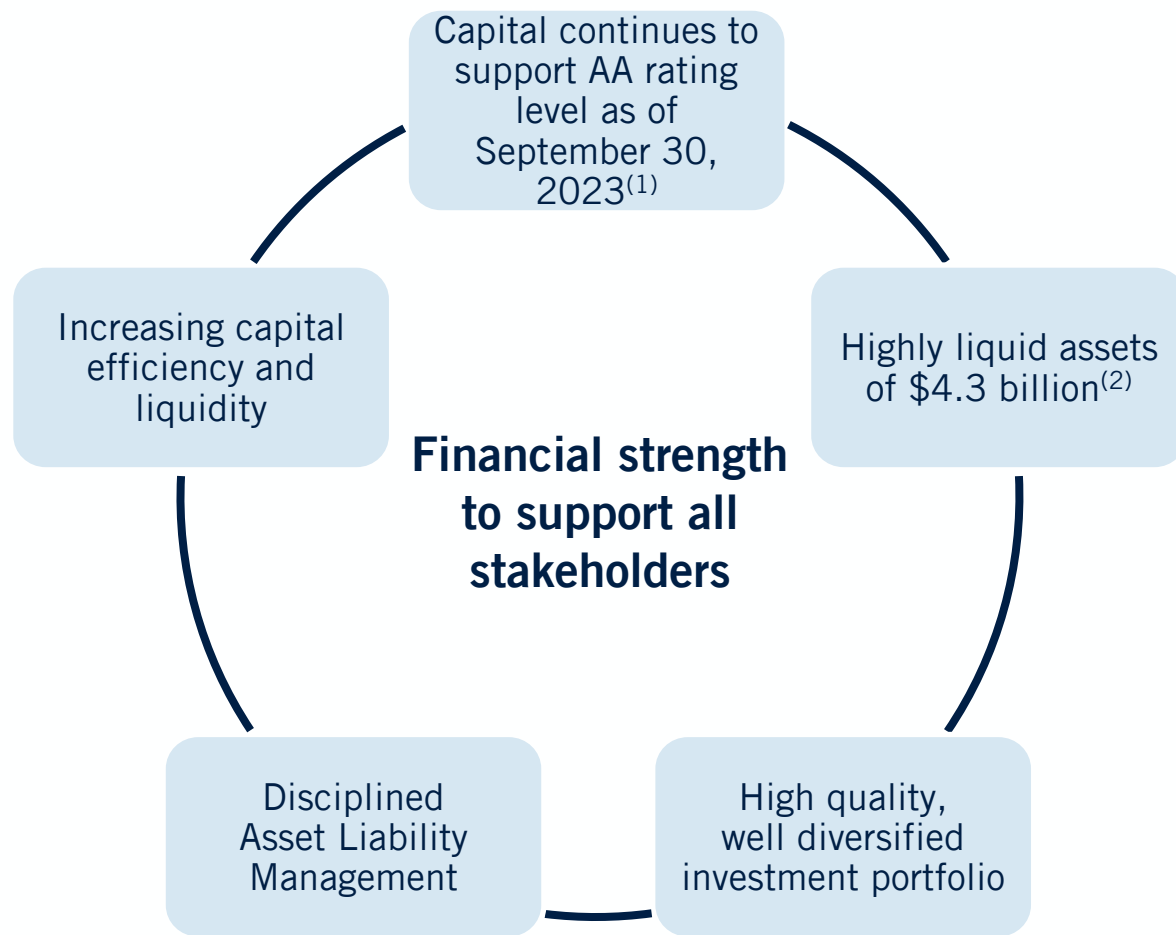 Capital continues to
support AA rating
level as of
September 30,
2023(1)
Increasing capital
efficiency and
liquidity
Highly liquid assets
of $4.3 billion(2)
Financial strength
to support all
stakeholders
Disciplined
Asset Liability
Management
High quality,
well diversified
investment portfolio